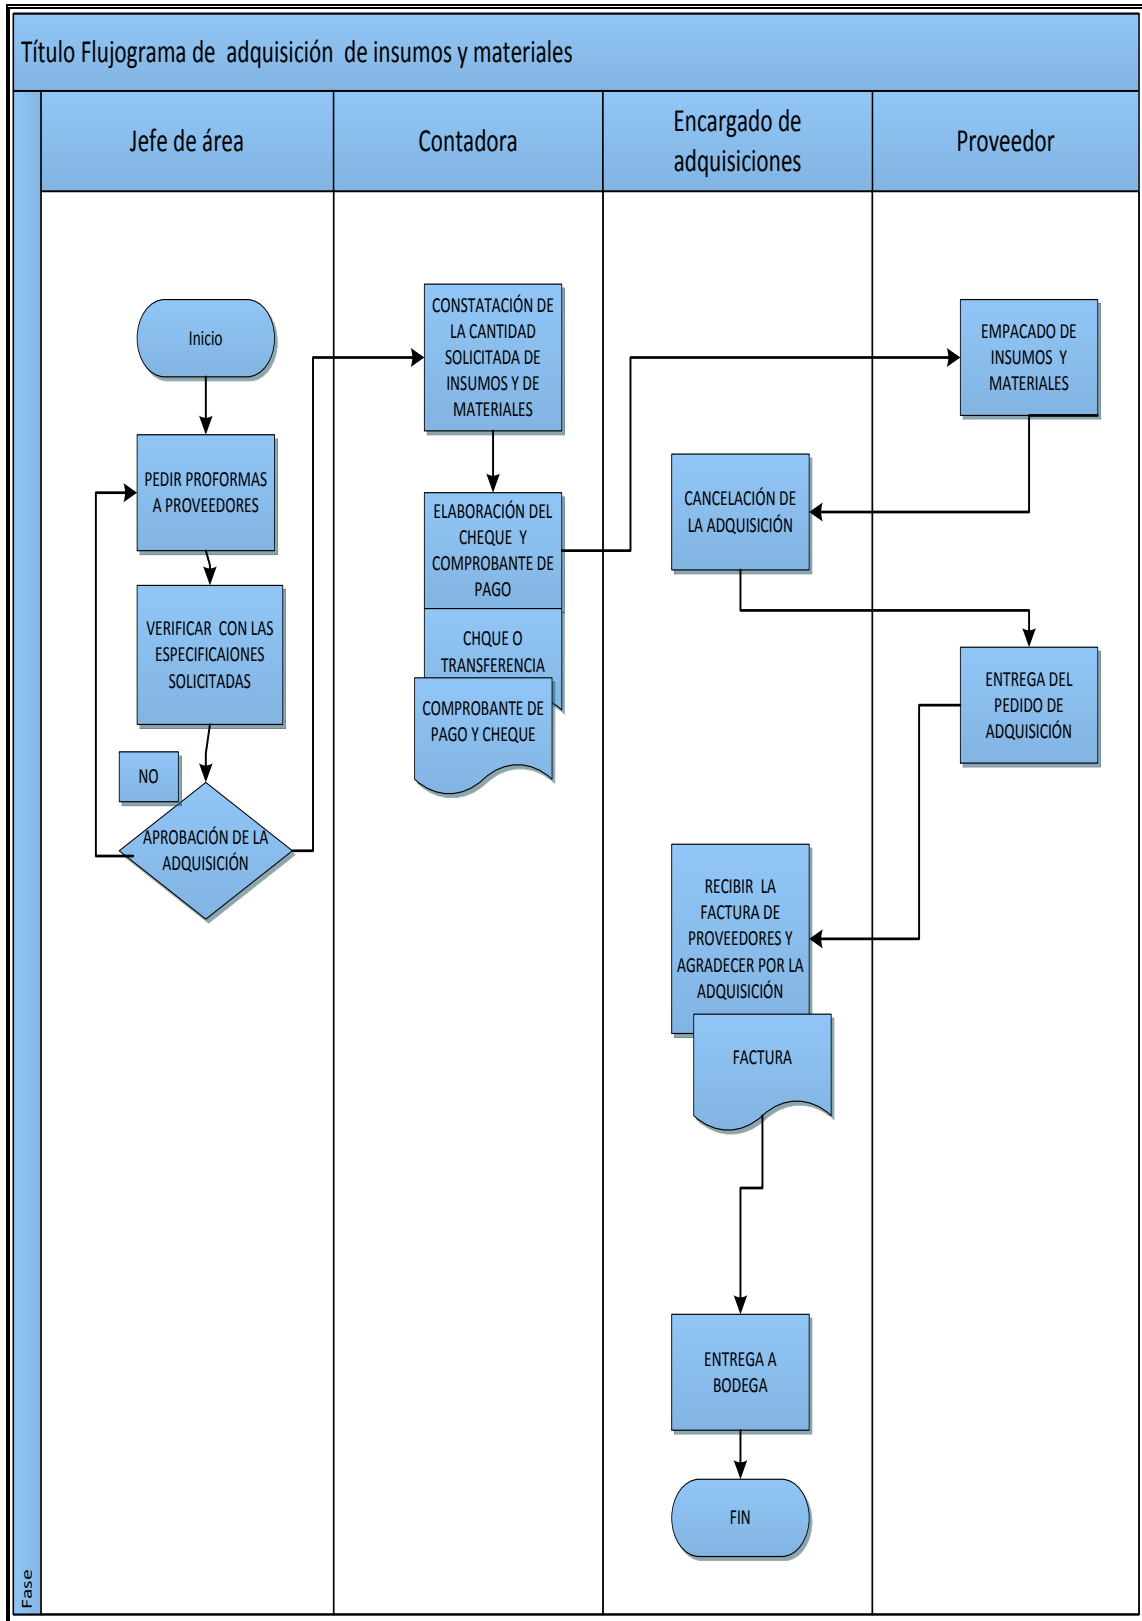 Título Flujograma de adquisición de insumos y materiales
Jefe de área
Contadora
Encargado de
adquisiciones
Proveedor
Inicio
PEDIR PROFORMAS
A PROVEEDORES
VERIFICAR CON LAS
ESPECIFICAIONES
SOLICITADAS
NO
APROBACIÓN DE LA
ADQUISICIÓN
CONSTATACIÓN DE
LA CANTIDAD
SOLICITADA DE
INSUMOS Y DE
MATERIALES
ELABORACIÓN DEL
CHEQUE Y
COMPROBANTE DE
PAGO
CHQUE O
TRANSFERENCIA
COMPROBANTE DE
PAGO Y CHEQUE
EMPACADO DE
INSUMOS Y
MATERIALES
CANCELACIÓN DE
LA ADQUISICIÓN
ENTREGA DEL
PEDIDO DE
ADQUISICIÓN
RECIBIR LA
FACTURA DE
PROVEEDORES Y
AGRADECER POR LA
ADQUISICIÓN
FACTURA
ENTREGA A
BODEGA
FIN
Fase